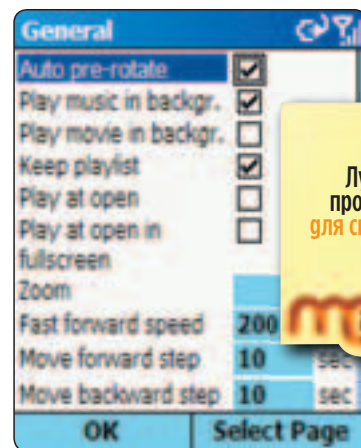 General
Auto pre-rotate
Play music in backgr.
Play movie in backgr.
Keep playlist
Play at open
Play at open in
fullscreen
Zoom
Fast forward speed 200
Move forward step 10 sec
Move backward step 10 sec
OK Select Page
для